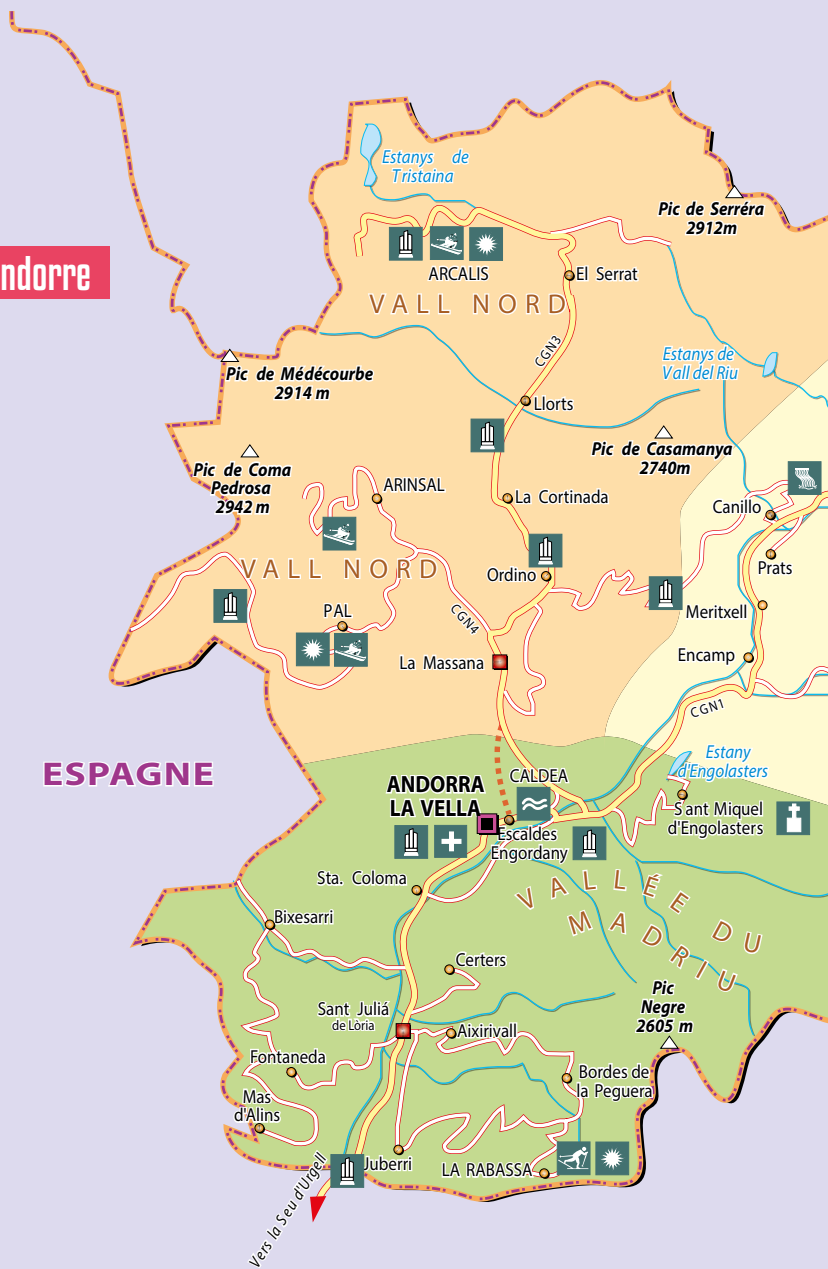 Estanys de
Tristaina
Pic de Serréra
2912m
ndorre
ARCALIS
El Serrat
VALL NORD
CGN3
Pic de Médécourbe
2914 m
Estanys de
Vall del Riu
Llorts
Pic de Casamanya
2740m
Pic de Coma
Pedrosa
2942 m
ARINSAL
La Cortinada
Canillo
VALL NORD
Ordino
Prats
PAL
CGN4
Meritxell
La Massana
Encamp
CGN1
ESPAGNE
Estany
d'Engolasters
ANDORRA
LA VELLA
CALDEA
Sant Miquel
d'Engolasters
Escaldes
Engordany
Sta. Coloma
VALLÉE DU
MADRIU
Bixesarri
Certers
Pic
Negre
2605 m
Sant Juliá
de Lòria
Aixirivall
Fontaneda
Bordes de
la Peguera
Mas
d'Alins
Juberri
LA RABASSA
Vers la Seu d'Urgell